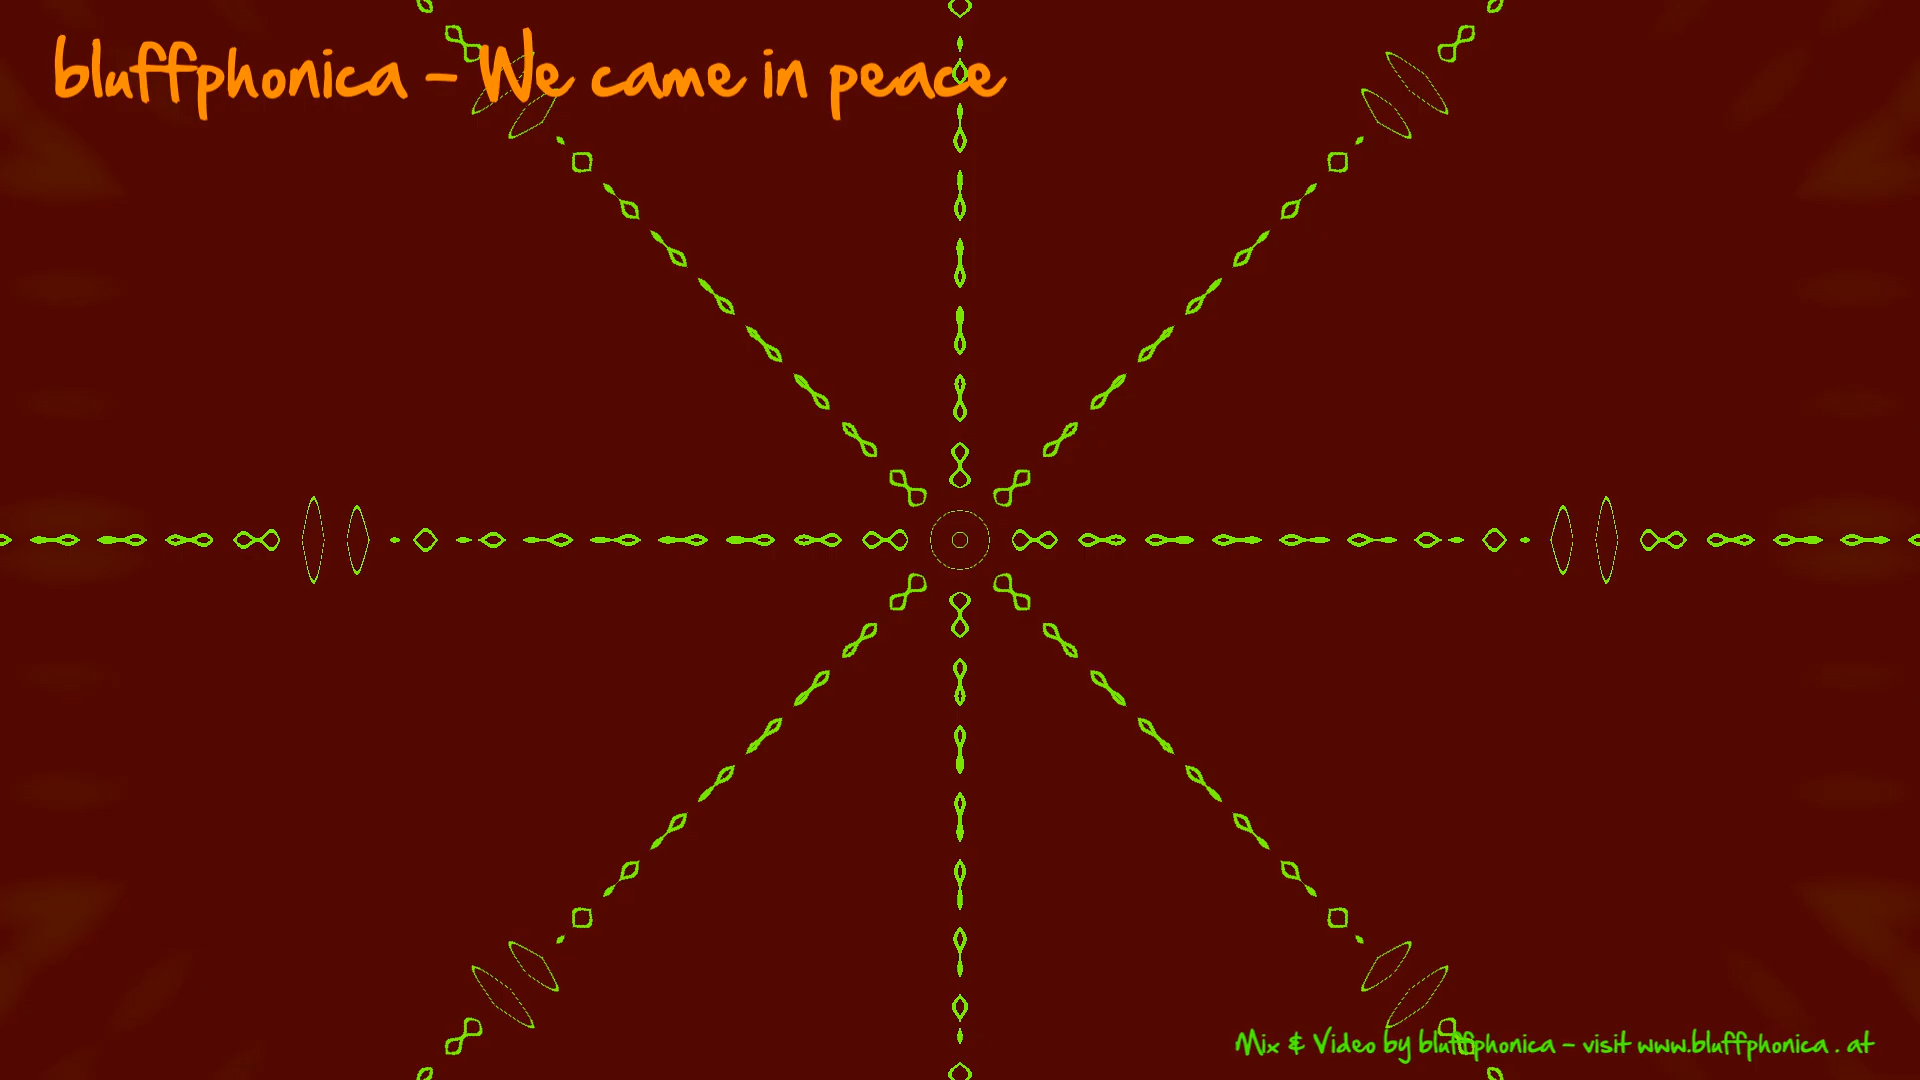 bluffphonica - We came in peace
Mix & Video by bluffphonica - visit www.bluffphonica . at